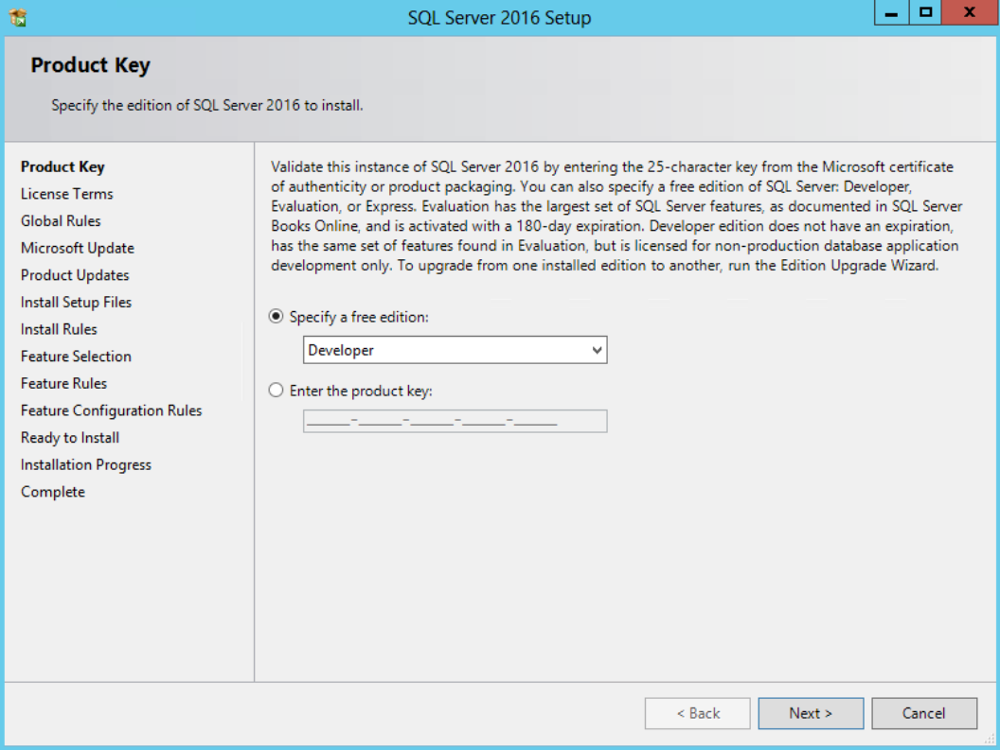 SQL Server 2016 Setup
Product Key
Specify the edition of SQL Server 2016 to install.
Product Key
License Terms
Global Rules
Microsoft Update
Product Updates
Install Setup Files
Install Rules
Feature Selection
Feature Rules
Feature Configuration Rules
Ready to Install
Installation Progress
Complete
Validate this instance of SQL Server 2016 by entering the 25-character key from the Microsoft certificate
of authenticity or product packaging. You can also specify a free edition of SQL Server: Developer,
Evaluation, or Express. Evaluation has the largest set of SQL Server features, as documented in SQL Server
Books Online, and is activated with a 180-day expiration. Developer edition does not have an expiration,
has the same set of features found in Evaluation, but is licensed for non-production database application
development only. To upgrade from one installed edition to another, run the Edition Upgrade Wizard.
Specify a free edition:
Developer
Enter the product key:
_____-_____-_____-_____-_____
< Back
Next >
Cancel